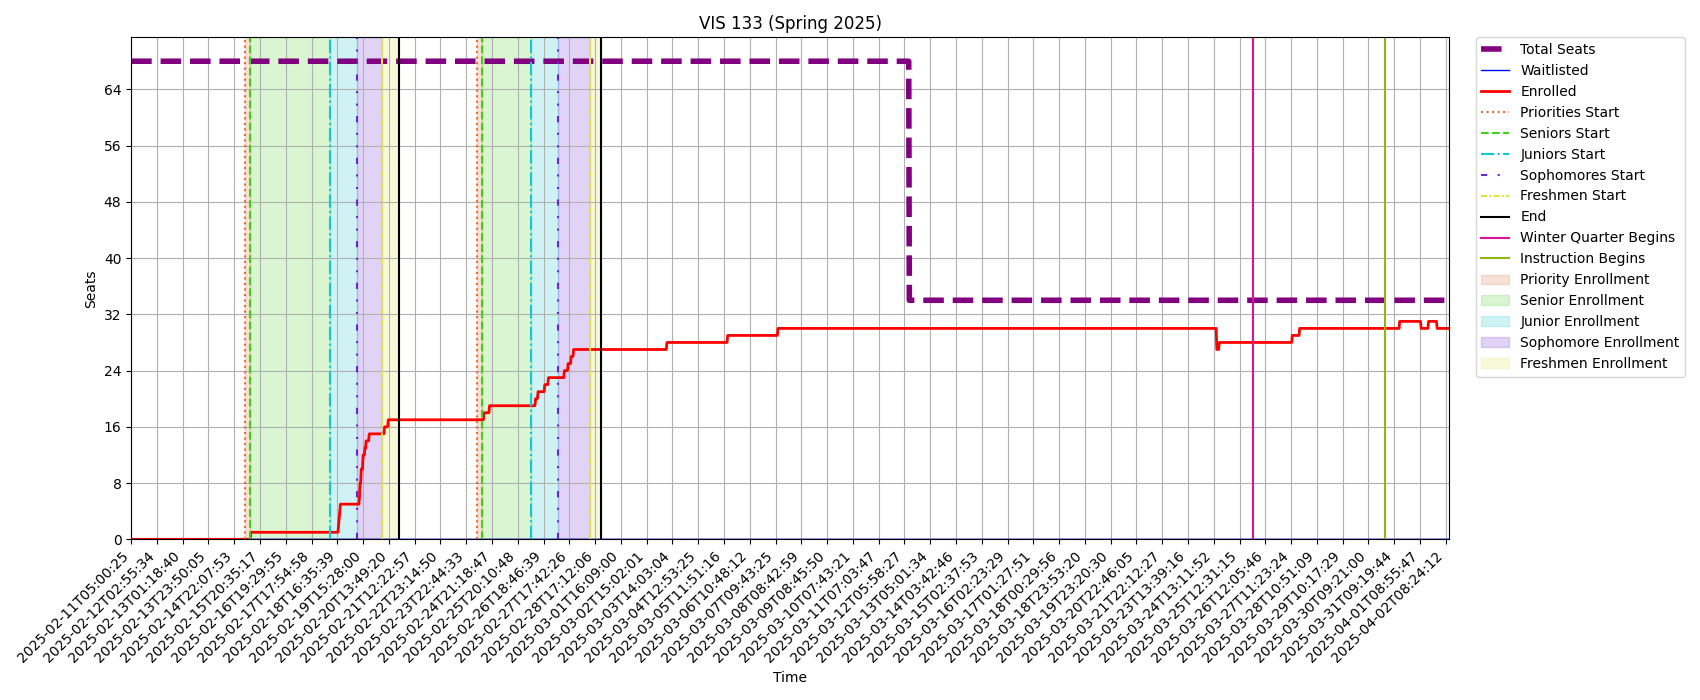 VIS 133 (Spring 2025)
Total Seats
Waitlisted
Enrolled
Priorities Start
Seniors Start
Juniors Start
Sophomores Start
Freshmen Start
End
Winter Quarter Begins
Instruction Begins
Priority Enrollment
Senior Enrollment
Junior Enrollment
Sophomore Enrollment
Freshmen Enrollment
Seats
64
56
48
40
32
24
16
8
0
2025-02-11T05:00:25
2025-02-12T02:55:34
2025-02-13T01:18:40
2025-02-13T23:50:05
2025-02-14T22:07:53
2025-02-15T20:35:17
2025-02-16T19:29:55
2025-02-17T17:54:58
2025-02-18T16:35:39
2025-02-19T15:28:00
2025-02-20T13:49:20
2025-02-21T12:22:57
2025-02-22T23:14:50
2025-02-23T22:44:33
2025-02-24T21:18:47
2025-02-25T20:10:48
2025-02-26T18:46:39
2025-02-27T17:42:26
2025-02-28T17:12:06
2025-03-01T16:09:00
2025-03-02T15:02:01
2025-03-03T14:03:04
2025-03-04T12:53:25
2025-03-05T11:51:16
2025-03-06T10:48:12
2025-03-07T09:43:25
2025-03-08T08:42:59
2025-03-09T08:45:50
2025-03-10T07:43:21
2025-03-11T07:03:47
2025-03-12T05:58:27
2025-03-13T05:01:34
2025-03-14T03:42:46
2025-03-15T02:37:53
2025-03-16T02:23:29
2025-03-17T01:27:51
2025-03-18T00:29:56
2025-03-18T23:53:20
2025-03-19T23:20:30
2025-03-20T22:46:05
2025-03-21T22:12:27
2025-03-23T13:39:16
2025-03-24T13:11:52
2025-03-25T12:31:15
2025-03-26T12:05:46
2025-03-27T11:23:24
2025-03-28T10:51:09
2025-03-29T10:17:29
2025-03-30T09:21:00
2025-03-31T09:19:44
2025-04-01T08:55:47
2025-04-02T08:24:12
Time